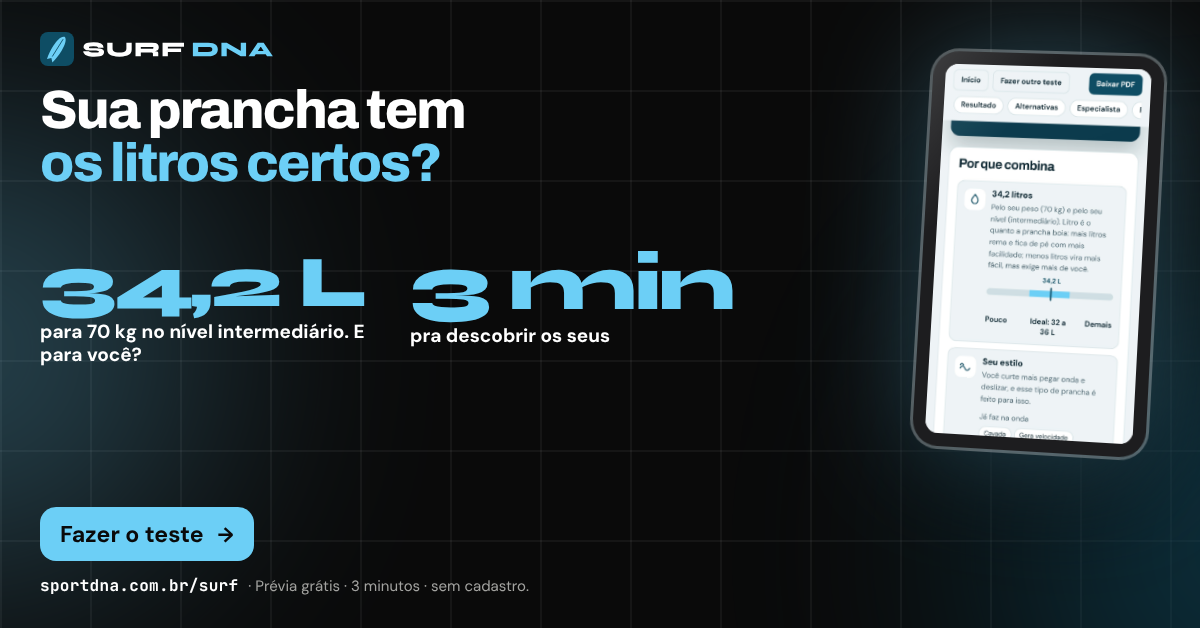 SURF DNA
Sua prancha tem
os litros certos?
34,2 L
para 70 kg no nível intermediário. E
para você?
3 min
pra descobrir os seus
Fazer o teste →
sportdna.com.br/surf · Prévia grátis · 3 minutos · sem cadastro.
Início
Fazer outro teste
Baixar PDF
Resultado
Alternativas
Especialista
Por que combina
34,2 litros
Pelo seu peso (70 kg) e pelo seu
nível (intermediário). Litro é o
quanto a prancha boia: mais litros
rema e fica de pé com mais
facilidade; menos litros vira mais
fácil, mas exige mais de você.
34,2 L
Pouco
Ideal: 32 a
36 L
Demais
Seu estilo
Você curte mais pegar onda e
deslizar, e esse tipo de prancha é
feito para isso.
Já faz na onda
Cavada
Gera velocidade